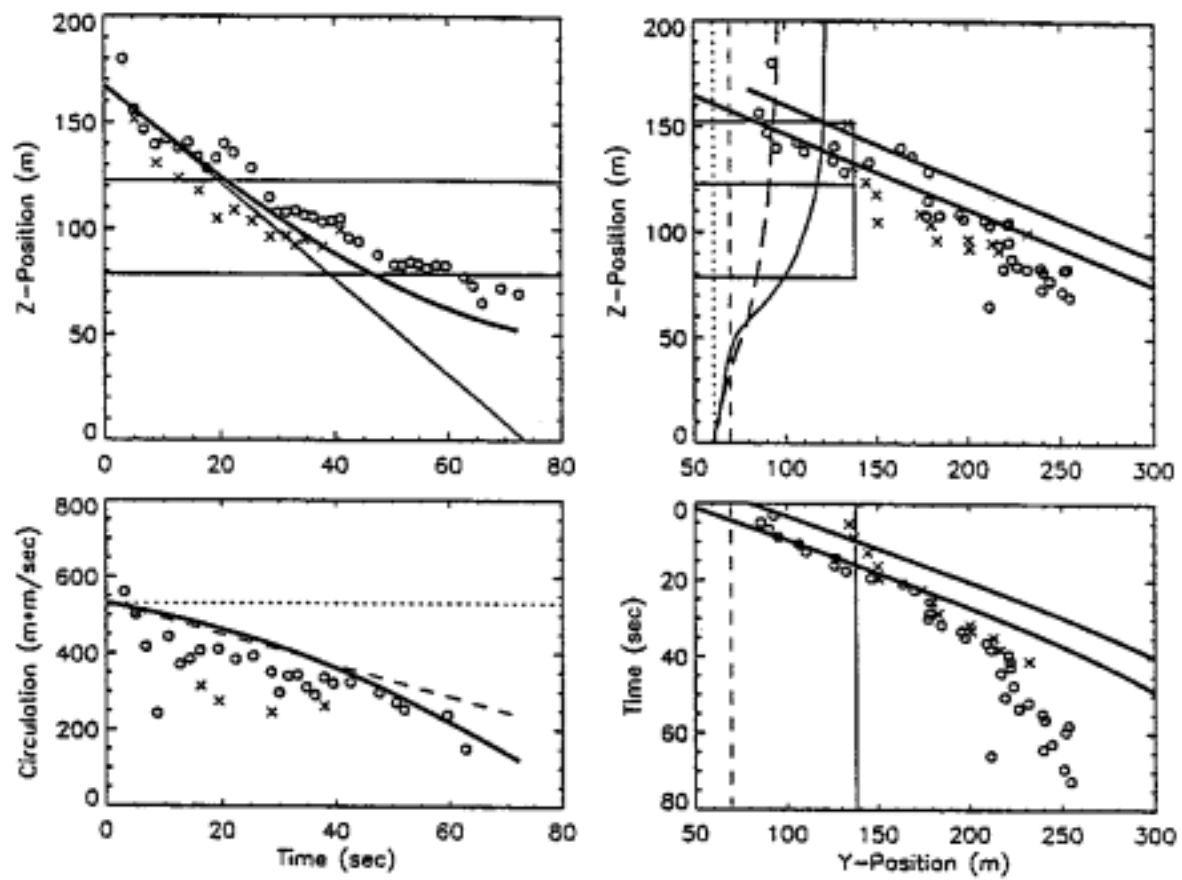 200
150
100
50
0
Z-Position (m)
0 20 40 60 80
200
150
100
50
0
Z-Position (m)
50 100 150 200 250 300
800
600
400
200
0
Circulation (m*m/sec)
0 20 40 60 80
Time (sec)
0
20
40
60
80
Time (sec)
50 100 150 200 250 300
Y-Position (m)